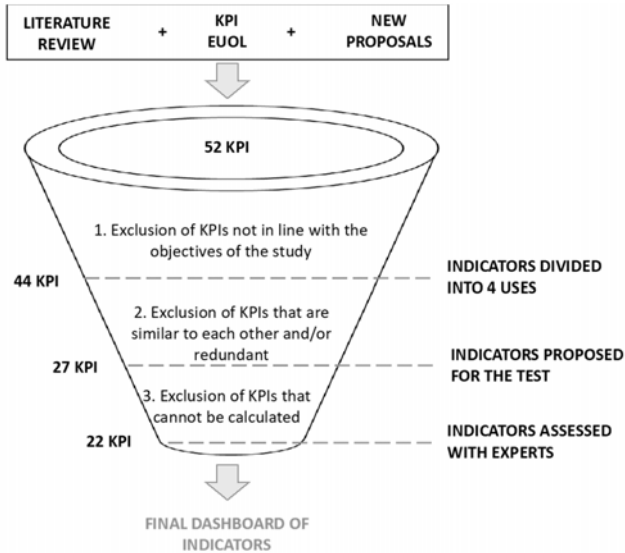 LITERATURE REVIEW + KPI EUOL + NEW PROPOSALS
52 KPI
1. Exclusion of KPIs not in line with the
objectives of the study
44 KPI
INDICATORS DIVIDED
INTO 4 USES
2. Exclusion of KPIs that are
similar to each other and/or
redundant
27 KPI
INDICATORS PROPOSED
FOR THE TEST
3. Exclusion of KPIs that
cannot be calculated
22 KPI
INDICATORS ASSESSED
WITH EXPERTS
FINAL DASHBOARD OF
INDICATORS